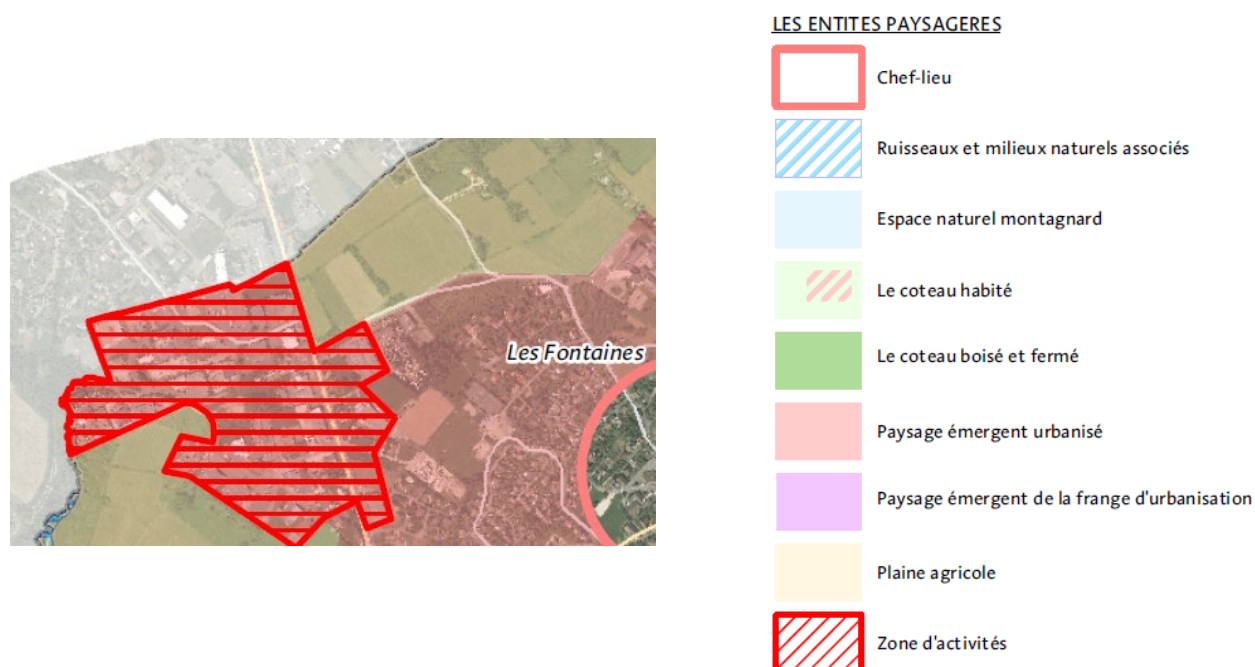 LES ENTITES PAYSAGERES
Chef-lieu
Ruisseaux et milieux naturels associés
Espace naturel montagnard
Le coteau habité
Les Fontaines
Le coteau boisé et fermé
Paysage émergent urbanisé
Paysage émergent de la frange d'urbanisation
Plaine agricole
Zone d'activités